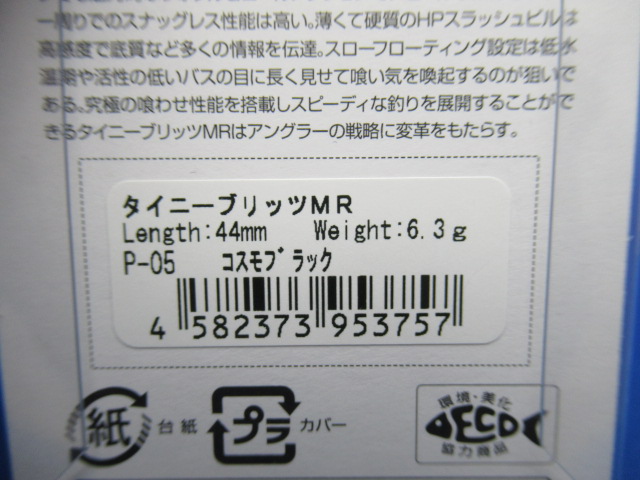 一周りでのスナッグレス性能は高い。薄くて硬質のHPスラッシュビルは
高感度で底質など多くの情報を伝達。スローフローティング設定は低水
温期や活性の低いバスの目に長く見せて喰い気を喚起するのが狙いで
ある。究極の喰わせ性能を搭載しスピーディな釣りを展開することがで
きるタイニーブリッツMRはアングラーの戦略に変革をもたらす。
タイニーブリッツMR
Length:44mm Weight:6.3g
P-05 コスモブラック
4 582373 953757
紙 台紙 プラ カバー
環境・美化
ECO
協力商品